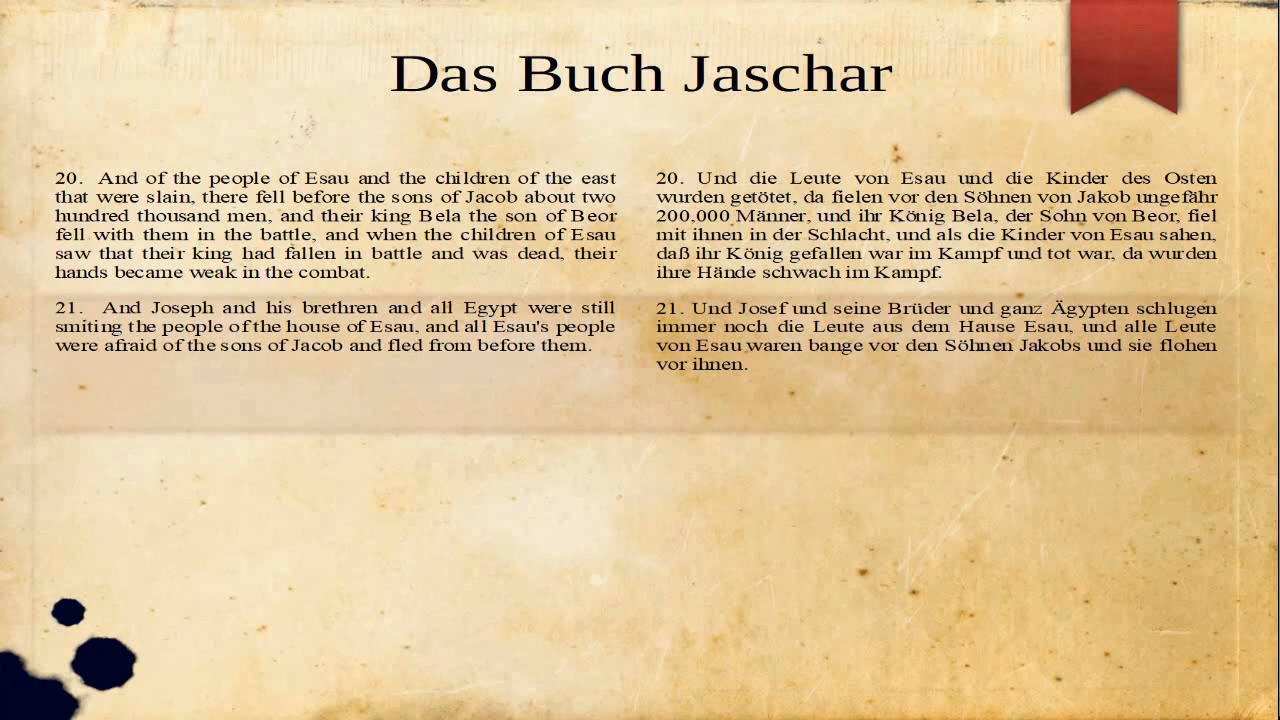 Das Buch Jaschar
20. And of the people of Esau and the children of the east
that were slain, there fell before the sons of Jacob about two
hundred thousand men, and their king Bela the son of Beor
fell with them in the battle, and when the children of Esau
saw that their king had fallen in battle and was dead, their
hands became weak in the combat.
21. And Joseph and his brethren and all Egypt were still
smiting the people of the house of Esau, and all Esau's people
were afraid of the sons of Jacob and fled from before them.
20. Und die Leute von Esau und die Kinder des Osten
wurden getötet, da fielen vor den Söhnen von Jakob ungefähr
200,000 Männer, und ihr König Bela, der Sohn von Beor, fiel
mit ihnen in der Schlacht, und als die Kinder von Esau sahen,
daß ihr König gefallen war im Kampf und tot war, da wurden
ihre Hände schwach im Kampf.
21. Und Josef und seine Brüder und ganz Ägypten schlugen
immer noch die Leute aus dem Hause Esau, und alle Leute
von Esau waren bange vor den Söhnen Jakobs und sie flohen
vor ihnen.